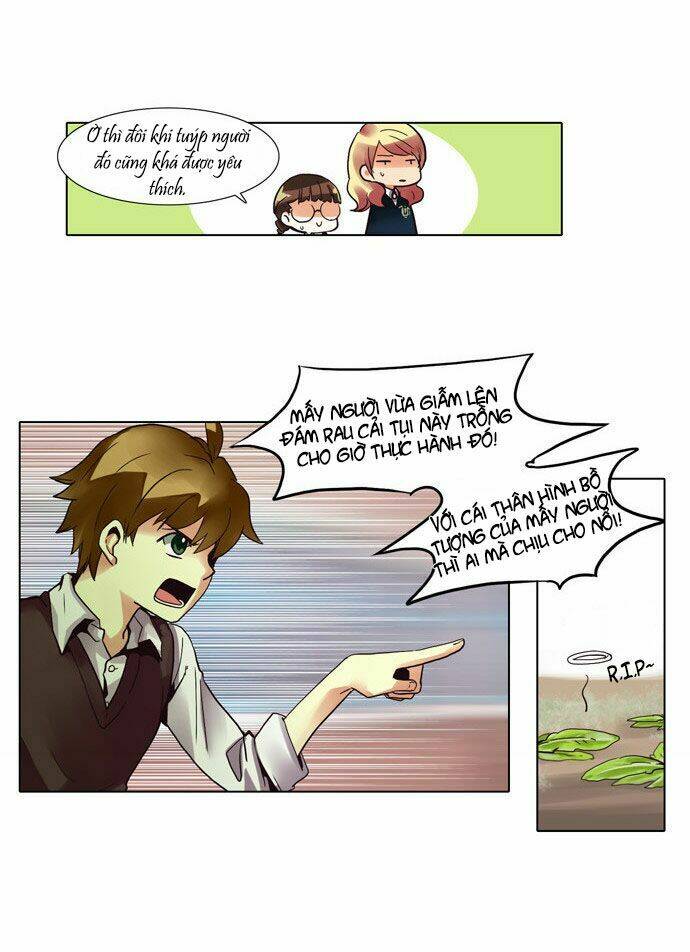 Ờ thì đôi khi tuýp người
đó cũng khá được yêu
thích.
MẤY NGƯỜI VỪA GIẪM LÊN
ĐÁM RAU CẢI TỤI NÀY TRỒNG
CHO GIỜ THỰC HÀNH ĐÓ!
VỚI CÁI THÂN HÌNH BỒ
TƯỢNG CỦA MẤY NGƯỜI
THÌ AI MÀ CHỊU CHO NỔI!
R.I.P~